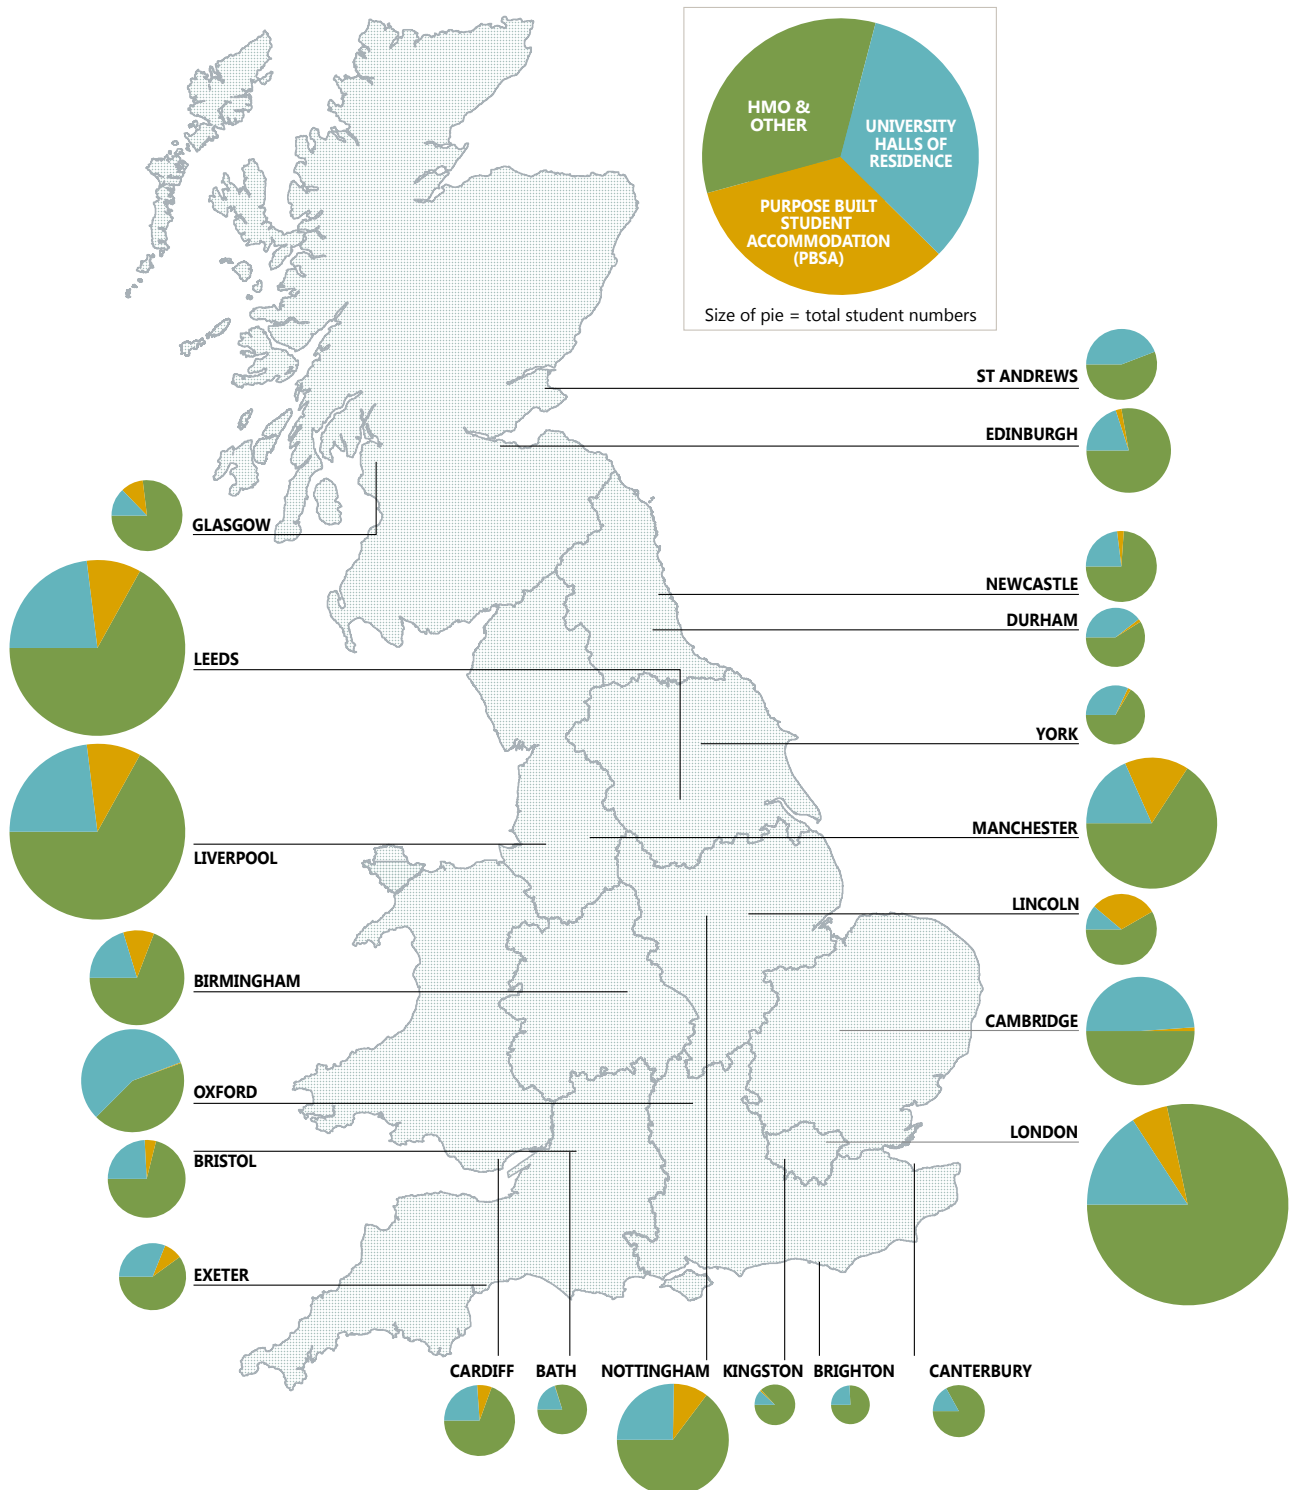 HMO &
OTHER
UNIVERSITY
HALLS OF
RESIDENCE
PURPOSE BUILT
STUDENT
ACCOMMODATION
(PBSA)
Size of pie = total student numbers
ST ANDREWS
EDINBURGH
GLASGOW
NEWCASTLE
DURHAM
LEEDS
YORK
MANCHESTER
LIVERPOOL
LINCOLN
BIRMINGHAM
CAMBRIDGE
OXFORD
LONDON
BRISTOL
EXETER
CARDIFF
BATH
NOTTINGHAM
KINGSTON
BRIGHTON
CANTERBURY